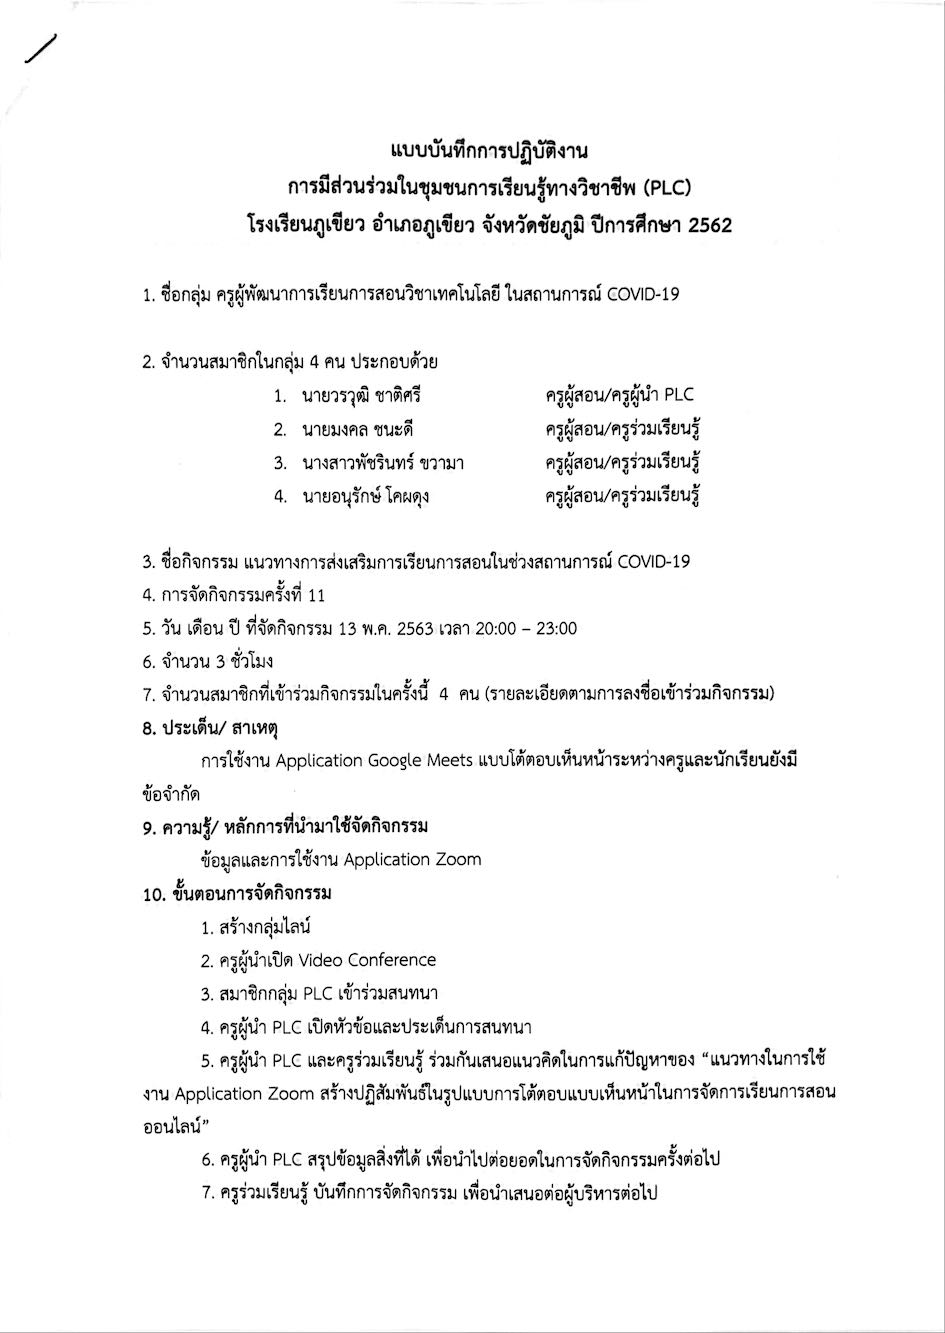 แบบบันทึกการปฏิบัติงาน
การมีส่วนร่วมในชุมชนการเรียนรู้ทางวิชาชีพ (PLC)
โรงเรียนภูเขียว อำเภอภูเขียว จังหวัดชัยภูมิ ปีการศึกษา 2562
1. ชื่อกลุ่ม ครูผู้พัฒนาการเรียนการสอนวิชาเทคโนโลยี ในสถานการณ์ COVID-19
2. จำนวนสมาชิกในกลุ่ม 4 คน ประกอบด้วย
1. นายวรวุฒิ ชาติศรี ครูผู้สอน/ครูผู้นำ PLC
2. นายมงคล ชนะดี ครูผู้สอน/ครูร่วมเรียนรู้
3. นางสาวพัชรินทร์ ขวามา ครูผู้สอน/ครูร่วมเรียนรู้
4. นายอนุรักษ์ โคผดุง ครูผู้สอน/ครูร่วมเรียนรู้
3. ชื่อกิจกรรม แนวทางการส่งเสริมการเรียนการสอนในช่วงสถานการณ์ COVID-19
4. การจัดกิจกรรมครั้งที่ 11
5. วัน เดือน ปี ที่จัดกิจกรรม 13 พ.ค. 2563 เวลา 20:00 – 23:00
6. จำนวน 3 ชั่วโมง
7. จำนวนสมาชิกที่เข้าร่วมกิจกรรมในครั้งนี้ 4 คน (รายละเอียดตามการลงชื่อเข้าร่วมกิจกรรม)
8. ประเด็น/ สาเหตุ
การใช้งาน Application Google Meets แบบโต้ตอบเห็นหน้าระหว่างครูและนักเรียนยังมี
ข้อจำกัด
9. ความรู้/ หลักการที่นำมาใช้จัดกิจกรรม
ข้อมูลและการใช้งาน Application Zoom
10. ขั้นตอนการจัดกิจกรรม
1. สร้างกลุ่มไลน์
2. ครูผู้นำเปิด Video Conference
3. สมาชิกกลุ่ม PLC เข้าร่วมสนทนา
4. ครูผู้นำ PLC เปิดหัวข้อและประเด็นการสนทนา
5. ครูผู้นำ PLC และครูร่วมเรียนรู้ ร่วมกันเสนอแนวคิดในการแก้ปัญหาของ “แนวทางในการใช้
งาน Application Zoom สร้างปฏิสัมพันธ์ในรูปแบบการโต้ตอบแบบเห็นหน้าในการจัดการเรียนการสอน
ออนไลน์”
6. ครูผู้นำ PLC สรุปข้อมูลสิ่งที่ได้ เพื่อนำไปต่อยอดในการจัดกิจกรรมครั้งต่อไป
7. ครูร่วมเรียนรู้ บันทึกการจัดกิจกรรม เพื่อนำเสนอต่อผู้บริหารต่อไป